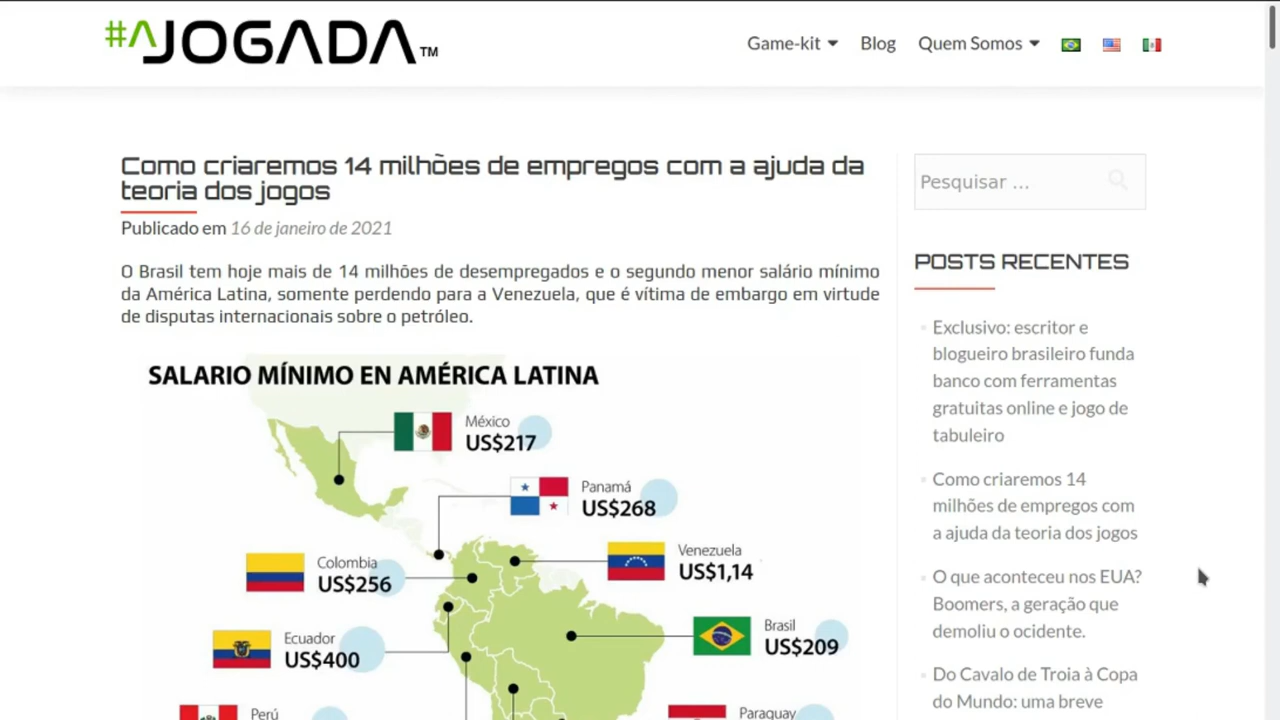 #AJOGADA™
Game-kit
Blog
Quem Somos
Como criaremos 14 milhões de empregos com a ajuda da
teoria dos jogos
Publicado em 16 de janeiro de 2021
O Brasil tem hoje mais de 14 milhões de desempregados e o segundo menor salário mínimo
da América Latina, somente perdendo para a Venezuela, que é vítima de embargo em virtude
de disputas internacionais sobre o petróleo.
SALARIO MÍNIMO EN AMÉRICA LATINA
México
US$217
Panamá
US$268
Colombia
US$256
Venezuela
US$1,14
Ecuador
US$400
Brasil
US$209
Perú
Paraguay
Pesquisar ...
POSTS RECENTES
Exclusivo: escritor e
blogueiro brasileiro funda
banco com ferramentas
gratuitas online e jogo de
tabuleiro
Como criaremos 14
milhões de empregos com
a ajuda da teoria dos jogos
O que aconteceu nos EUA?
Boomers, a geração que
demoliu o ocidente.
Do Cavalo de Troia à Copa
do Mundo: uma breve